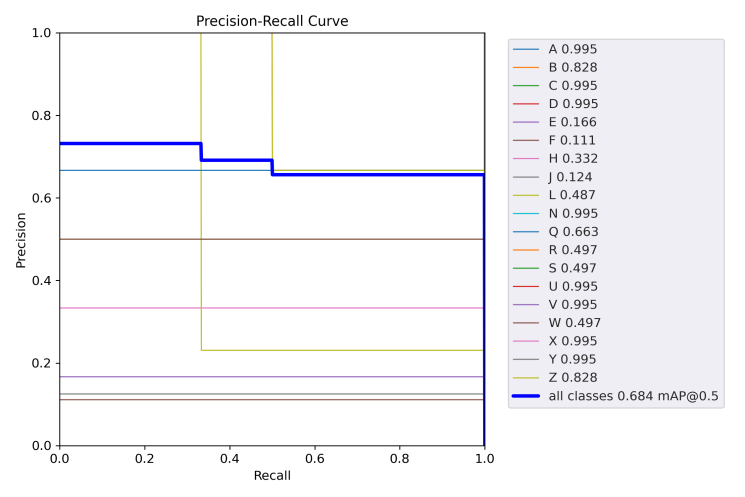 Precision-Recall Curve
1.0
0.8
0.6
0.4
0.2
0.0
Precision
0.0 0.2 0.4 0.6 0.8 1.0
Recall
A 0.995
B 0.828
C 0.995
D 0.995
E 0.166
F 0.111
H 0.332
J 0.124
L 0.487
N 0.995
Q 0.663
R 0.497
S 0.497
U 0.995
V 0.995
W 0.497
X 0.995
Y 0.995
Z 0.828
all classes 0.684 mAP@0.5